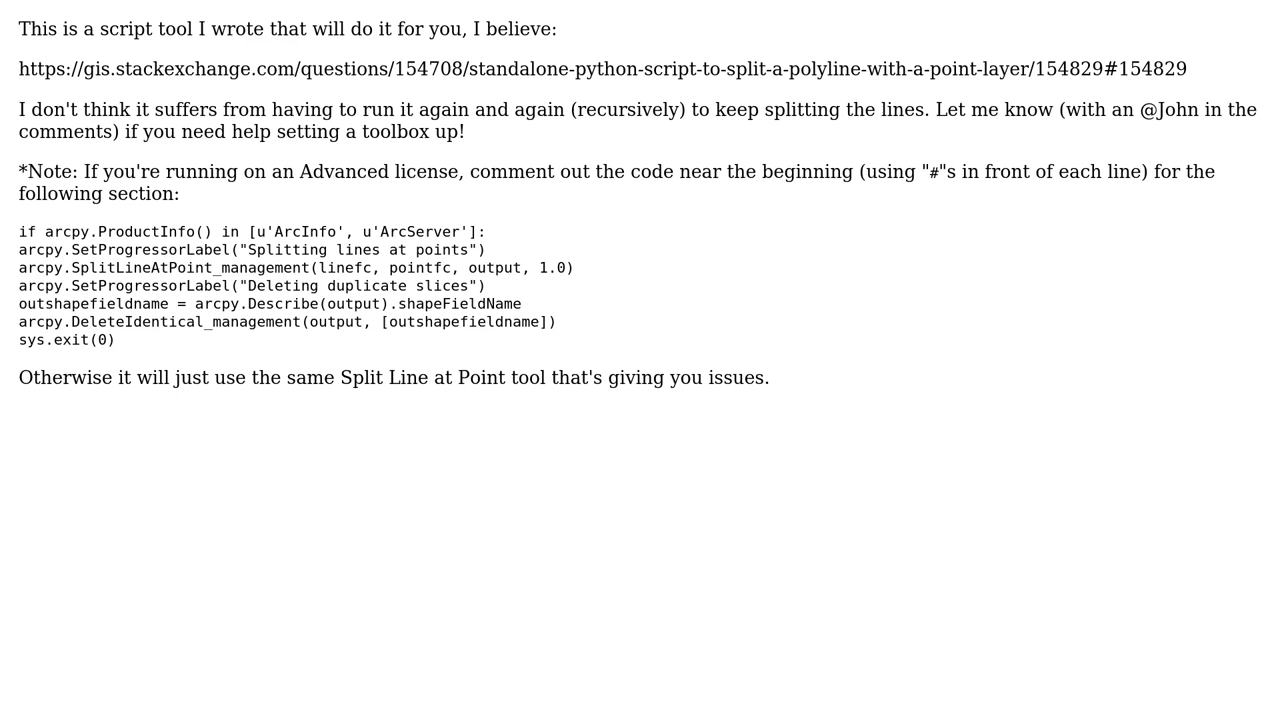 This is a script tool I wrote that will do it for you, I believe:
https://gis.stackexchange.com/questions/154708/standalone-python-script-to-split-a-polyline-with-a-point-layer/154829#154829
I don't think it suffers from having to run it again and again (recursively) to keep splitting the lines. Let me know (with an @John in the
comments) if you need help setting a toolbox up!
*Note: If you're running on an Advanced license, comment out the code near the beginning (using "#"s in front of each line) for the
following section:
if arcpy.ProductInfo() in [u'ArcInfo', u'ArcServer']:
arcpy.SetProgressorLabel("Splitting lines at points")
arcpy.SplitLineAtPoint_management(linefc, pointfc, output, 1.0)
arcpy.SetProgressorLabel("Deleting duplicate slices")
outshapefieldname = arcpy.Describe(output).shapeFieldName
arcpy.DeleteIdentical_management(output, [outshapefieldname])
sys.exit(0)
Otherwise it will just use the same Split Line at Point tool that's giving you issues.